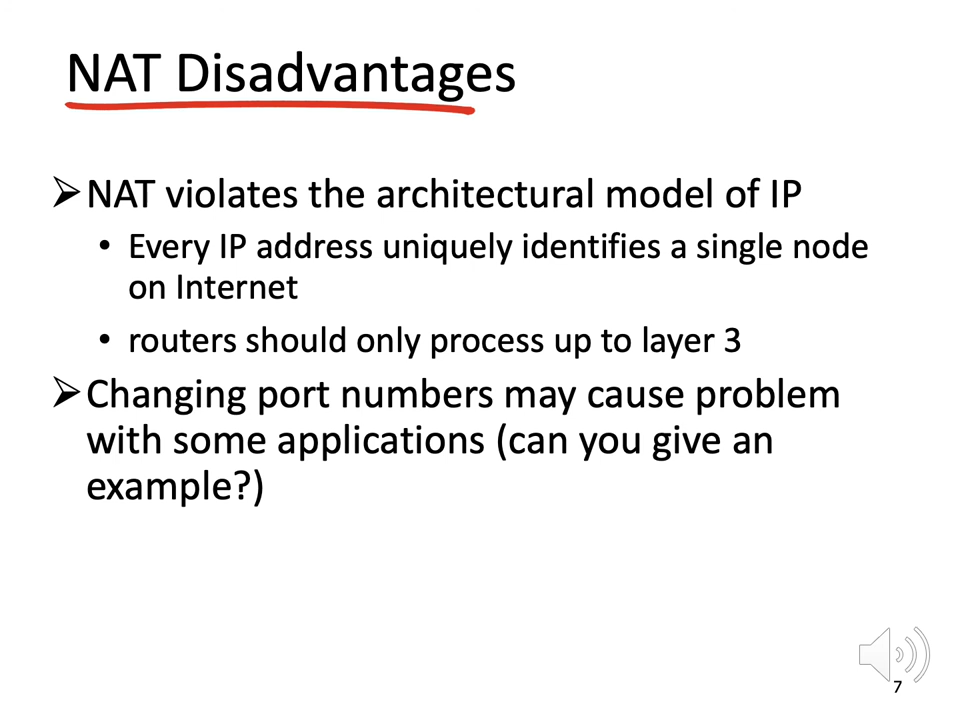 NAT Disadvantages
NAT violates the architectural model of IP
Every IP address uniquely identifies a single node
on Internet
routers should only process up to layer 3
Changing port numbers may cause problem
with some applications (can you give an
example?)
7